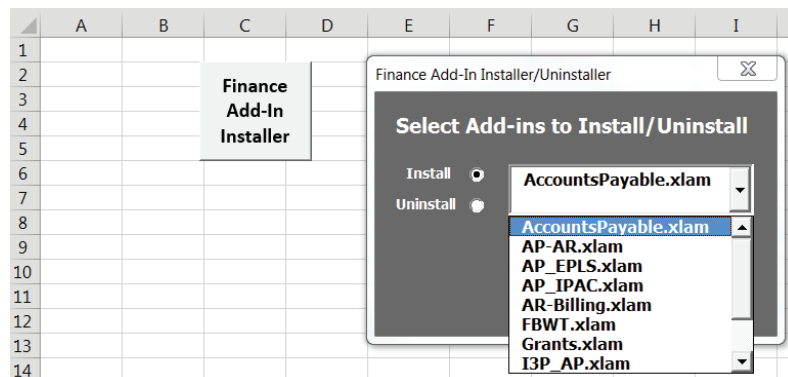 A B C D E F G H I
1
2
3
4
5
6
7
8
9
10
11
12
13
14
Finance
Add-In
Installer
Finance Add-In Installer/Uninstaller
Select Add-ins to Install/Uninstall
Install
Uninstall
AccountsPayable.xlam
AccountsPayable.xlam
AP-AR.xlam
AP_EPLS.xlam
AP_IPAC.xlam
AR-Billing.xlam
FBWT.xlam
Grants.xlam
I3P_AP.xlam